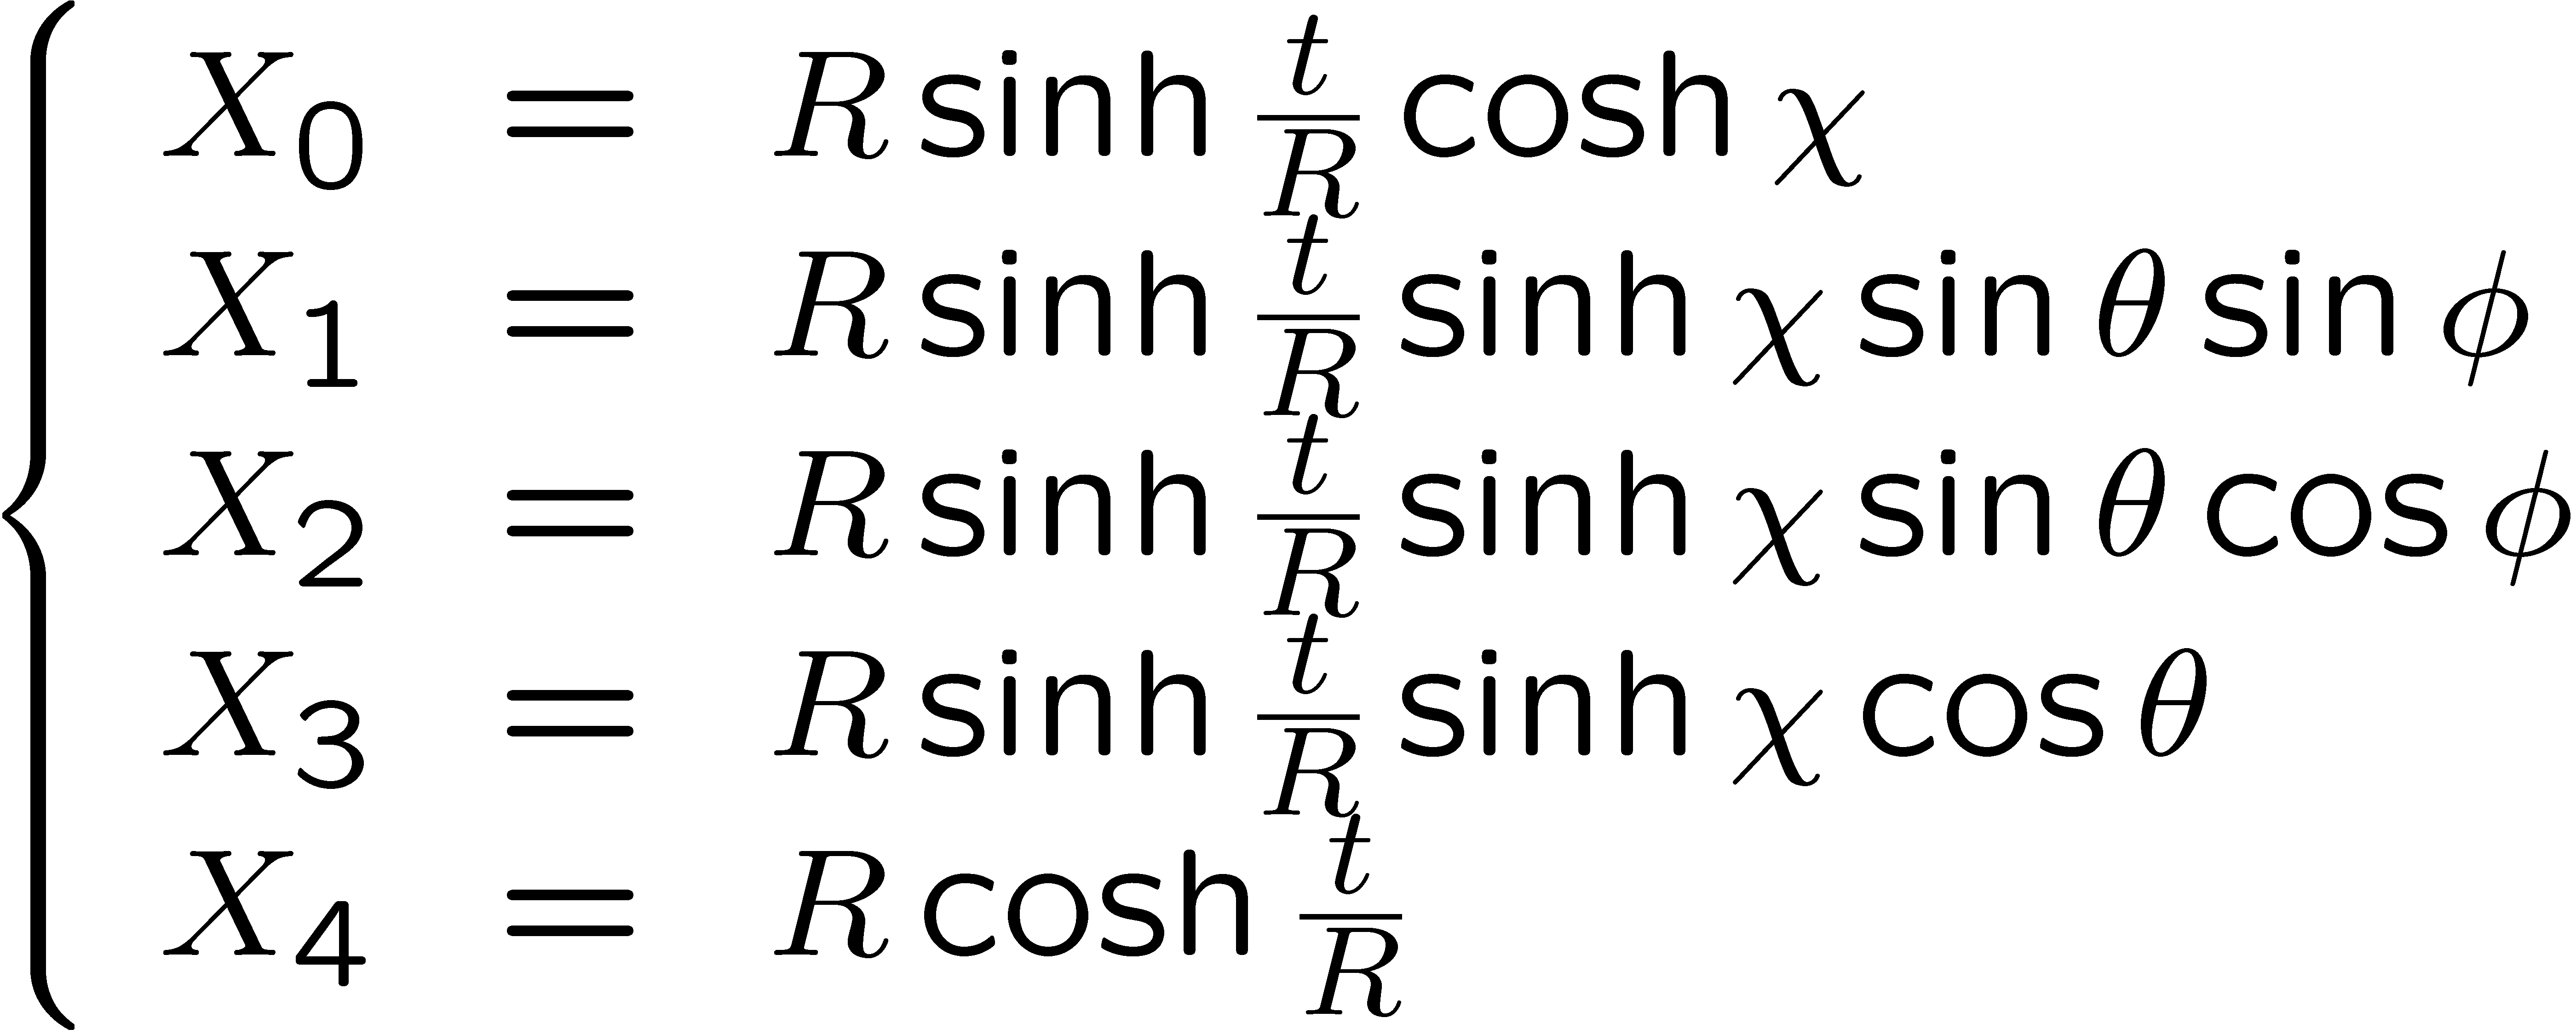 X_0 = R sinh t/R cosh χ
X_1 = R sinh t/R sinh χ sin θ sin ϕ
X_2 = R sinh t/R sinh χ sin θ cos ϕ
X_3 = R sinh t/R sinh χ cos θ
X_4 = R cosh t/R